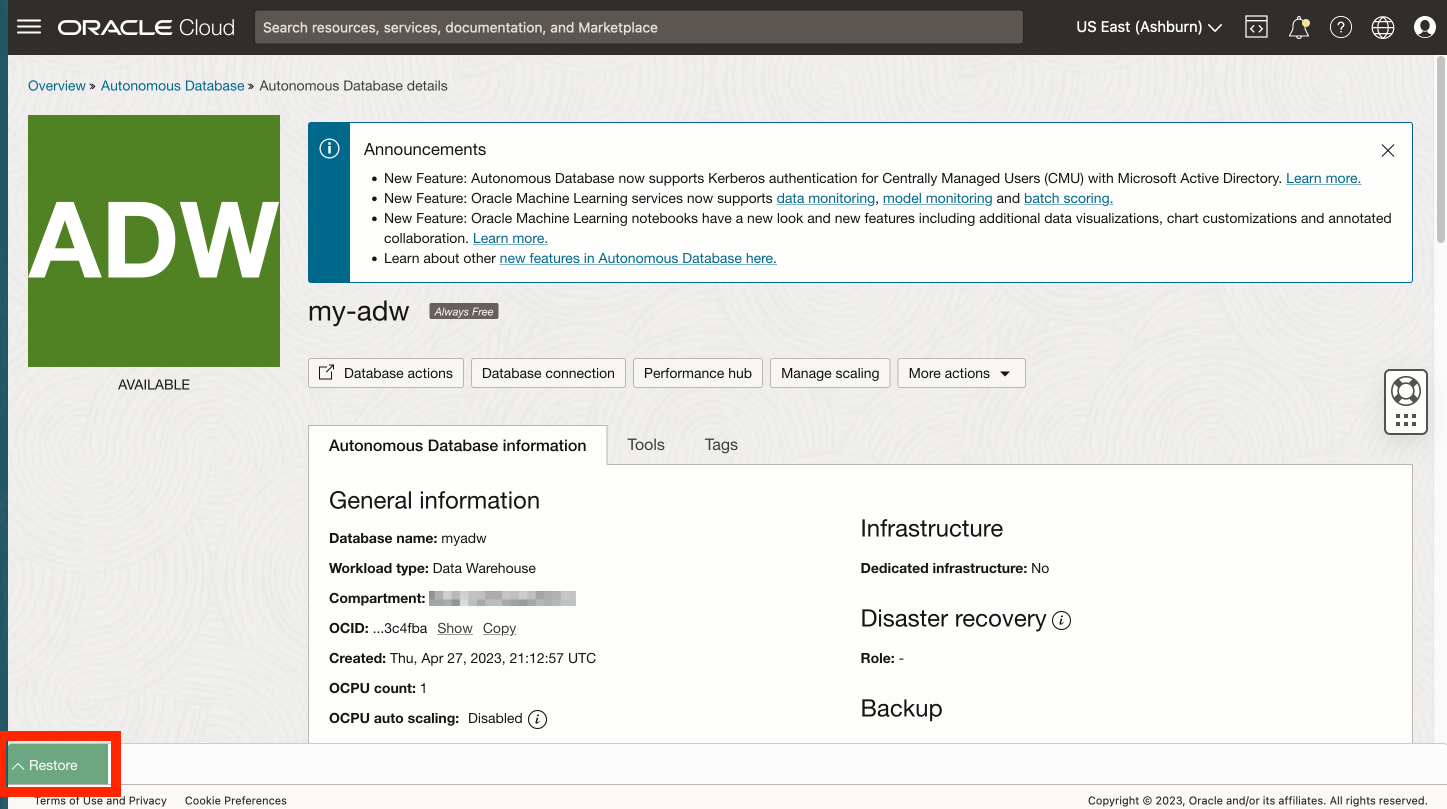 ORACLE Cloud
Search resources, services, documentation, and Marketplace
US East (Ashburn)
Overview » Autonomous Database » Autonomous Database details
ADW
AVAILABLE
Announcements
• New Feature: Autonomous Database now supports Kerberos authentication for Centrally Managed Users (CMU) with Microsoft Active Directory. Learn more.
• New Feature: Oracle Machine Learning services now supports data monitoring, model monitoring and batch scoring.
• New Feature: Oracle Machine Learning notebooks have a new look and new features including additional data visualizations, chart customizations and annotated
collaboration. Learn more.
• Learn about other new features in Autonomous Database here.
my-adw Always Free
Database actions Database connection Performance hub Manage scaling More actions
Autonomous Database information Tools Tags
General information
Database name: myadw
Workload type: Data Warehouse
Compartment:
OCID: ...3c4fba Show Copy
Created: Thu, Apr 27, 2023, 21:12:57 UTC
OCPU count: 1
OCPU auto scaling: Disabled
Infrastructure
Dedicated infrastructure: No
Disaster recovery
Role: -
Backup
Restore
Terms of Use and Privacy Cookie Preferences
Copyright © 2023, Oracle and/or its affiliates. All rights reserved.